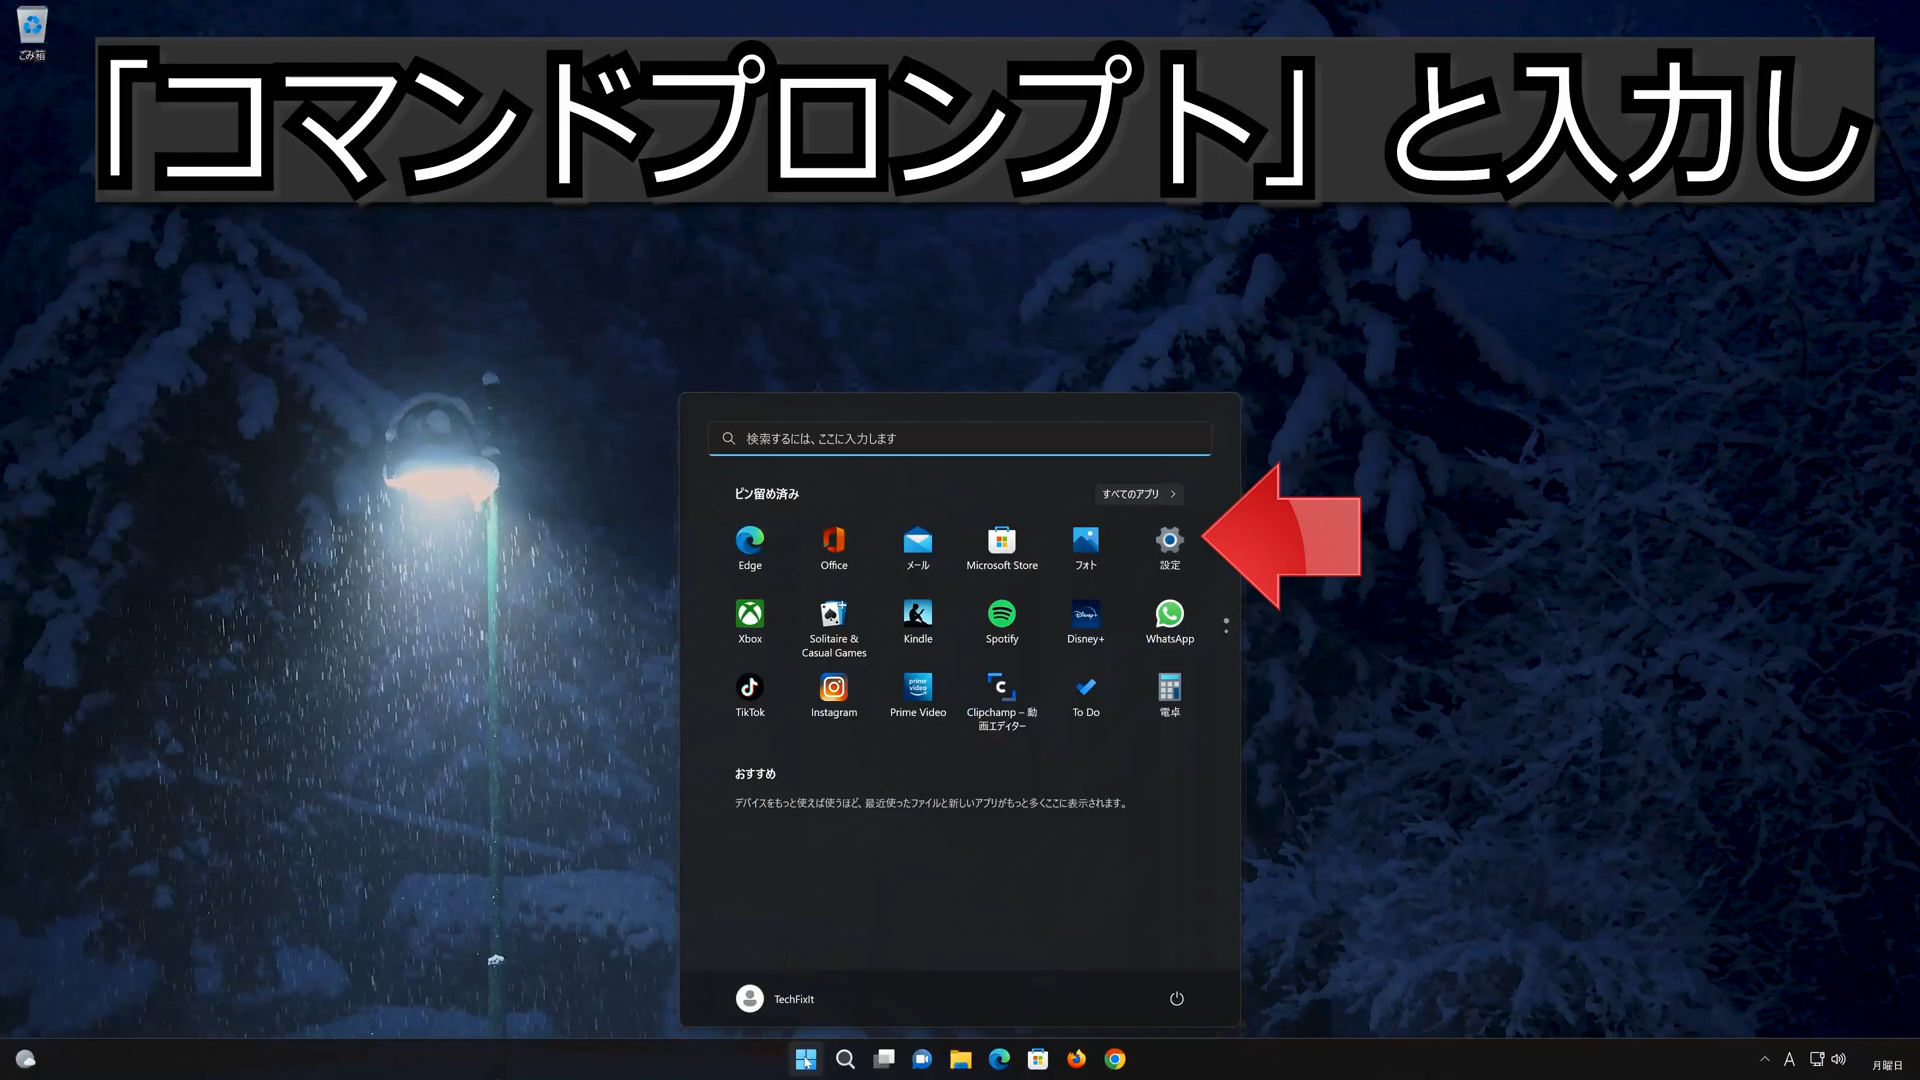 ごみ箱
「コマンドプロンプト」と入力し
検索するには、ここに入力します
ピン留め済み
すべてのアプリ
Edge
Office
メール
Microsoft Store
フォト
設定
Xbox
Solitaire &
Casual Games
Kindle
Spotify
Disney+
Disney+
WhatsApp
TikTok
Instagram
prime
video
Prime Video
Clipchamp – 動
画エディター
To Do
電卓
おすすめ
デバイスをもっと使えば使うほど、最近使ったファイルと新しいアプリがもっと多くここに表示されます。
TechFixIt
A
月曜日